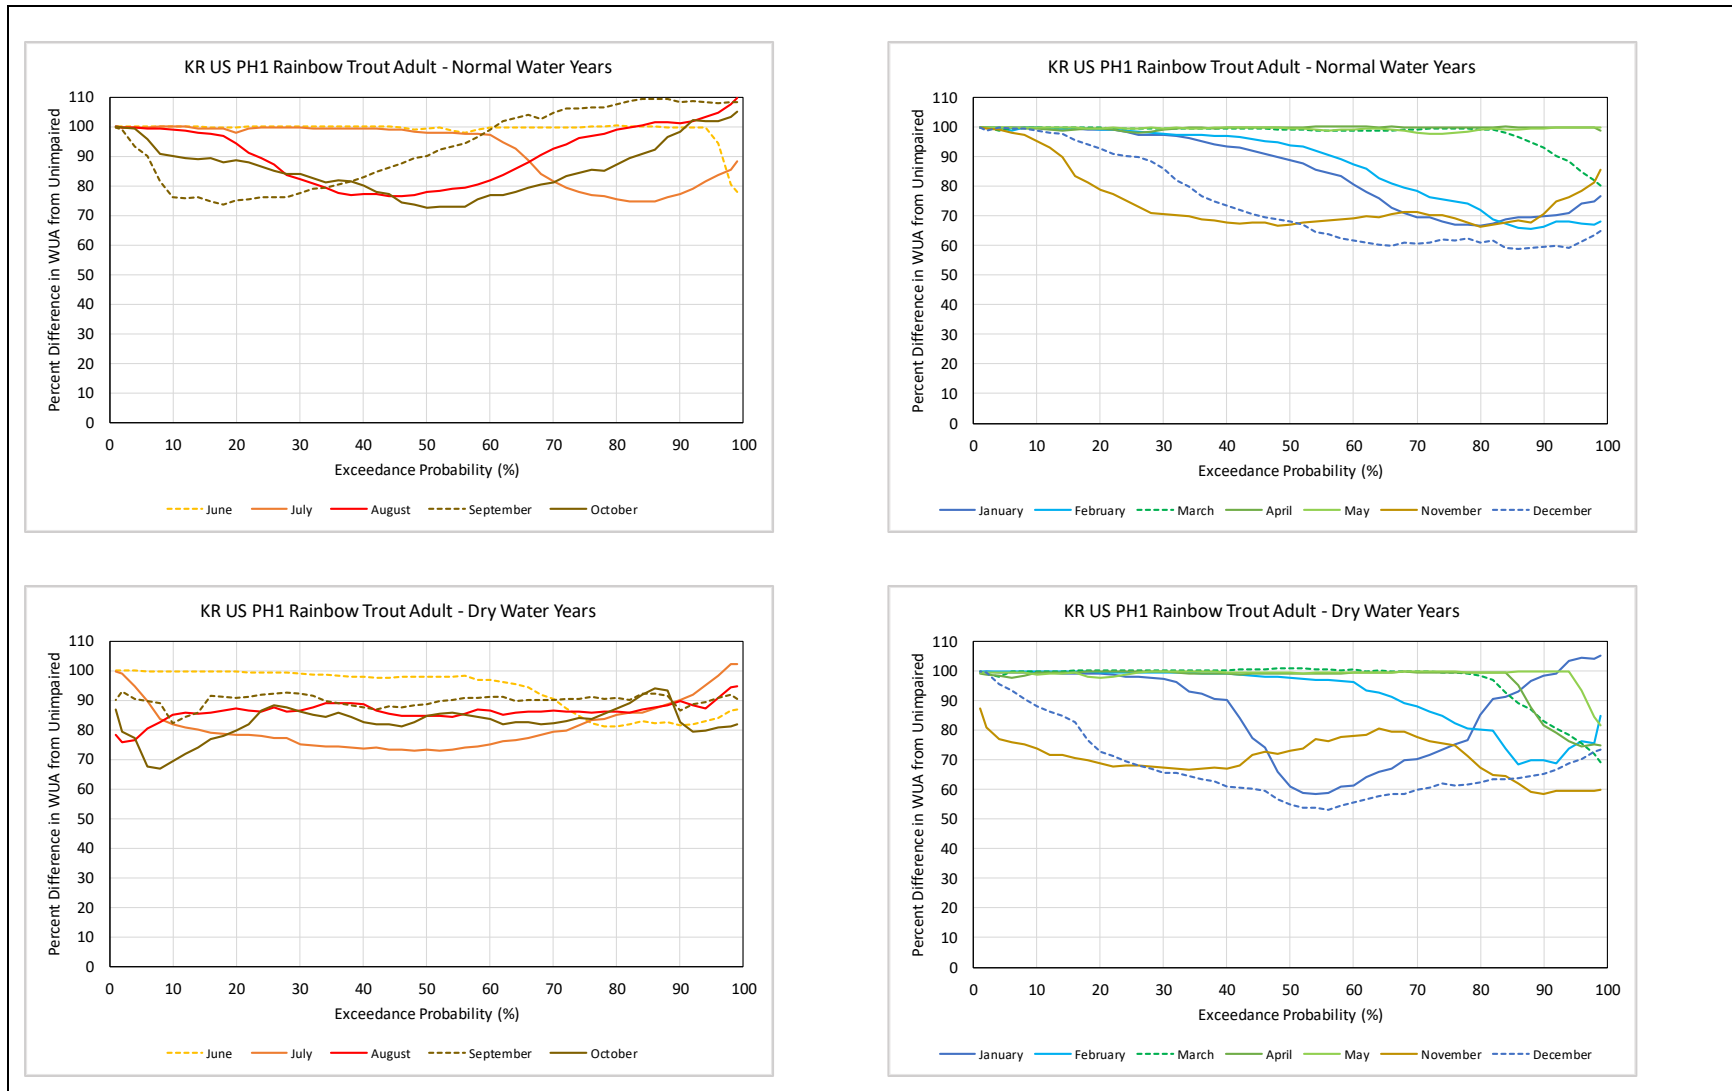 KR US PH1 Rainbow Trout Adult - Normal Water Years
Percent Difference in WUA from Unimpaired
110
100
90
80
70
60
50
40
30
20
10
0
0 10 20 30 40 50 60 70 80 90 100
Exceedance Probability (%)
June July August September October
KR US PH1 Rainbow Trout Adult - Normal Water Years
Percent Difference in WUA from Unimpaired
110
100
90
80
70
60
50
40
30
20
10
0
0 10 20 30 40 50 60 70 80 90 100
Exceedance Probability (%)
January February March April May November December
KR US PH1 Rainbow Trout Adult - Dry Water Years
Percent Difference in WUA from Unimpaired
110
100
90
80
70
60
50
40
30
20
10
0
0 10 20 30 40 50 60 70 80 90 100
Exceedance Probability (%)
June July August September October
KR US PH1 Rainbow Trout Adult - Dry Water Years
Percent Difference in WUA from Unimpaired
110
100
90
80
70
60
50
40
30
20
10
0
0 10 20 30 40 50 60 70 80 90 100
Exceedance Probability (%)
January February March April May November December